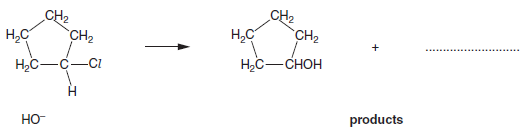 CH₂ CH₂
H₂C CH₂ H₂C CH₂
+ ............................
H₂C—C—Cl H₂C—CHOH
H
HO⁻ products